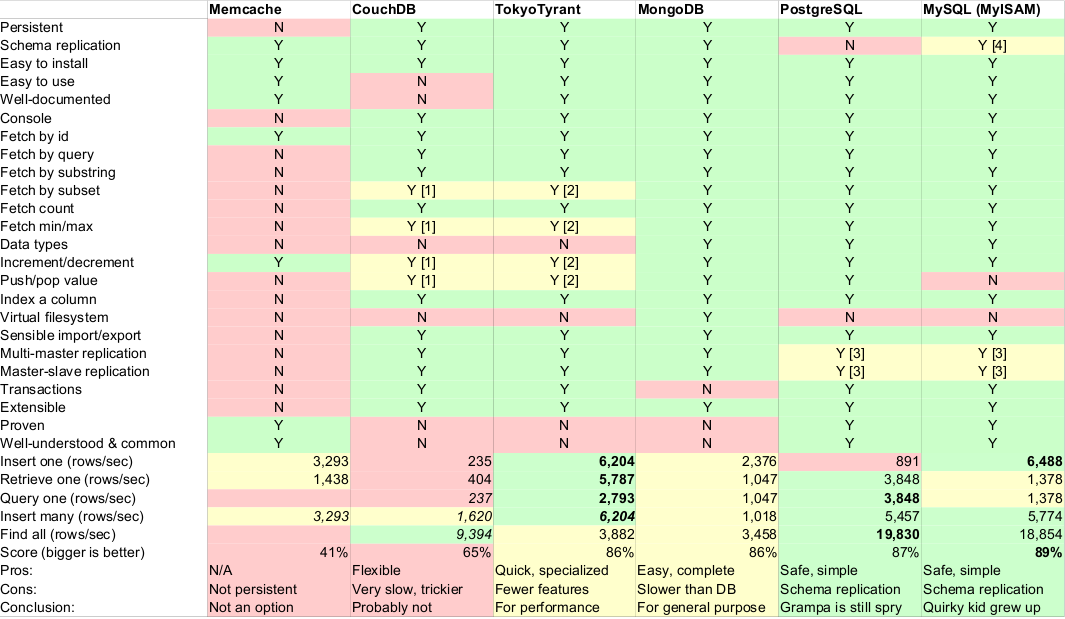 Memcache CouchDB TokyoTyrant MongoDB PostgreSQL MySQL (MyISAM)
Persistent N Y Y Y Y Y
Schema replication Y Y Y Y N Y [4]
Easy to install Y Y Y Y Y Y
Easy to use Y N Y Y Y Y
Well-documented Y N Y Y Y Y
Console N Y Y Y Y Y
Fetch by id Y Y Y Y Y Y
Fetch by query N Y Y Y Y Y
Fetch by substring N Y Y Y Y Y
Fetch by subset N Y [1] Y [2] Y Y Y
Fetch count N Y Y Y Y Y
Fetch min/max N Y [1] Y [2] Y Y Y
Data types N N N Y Y Y
Increment/decrement Y Y [1] Y [2] Y Y Y
Push/pop value N Y [1] Y [2] Y Y N
Index a column N Y Y Y Y Y
Virtual filesystem N N N Y N N
Sensible import/export N Y Y Y Y Y
Multi-master replication N Y Y Y Y [3] Y [3]
Master-slave replication N Y Y Y Y [3] Y [3]
Transactions N Y Y N Y Y
Extensible N Y Y Y Y Y
Proven Y N N N Y Y
Well-understood & common Y N N N Y Y
Insert one (rows/sec) 3,293 235 6,204 2,376 891 6,488
Retrieve one (rows/sec) 1,438 404 5,787 1,047 3,848 1,378
Query one (rows/sec) 237 2,793 1,047 3,848 1,378
Insert many (rows/sec) 3,293 1,620 6,204 1,018 5,457 5,774
Find all (rows/sec) 9,394 3,882 3,458 19,830 18,854
Score (bigger is better) 41% 65% 86% 86% 87% 89%
Pros: N/A Flexible Quick, specialized Easy, complete Safe, simple Safe, simple
Cons: Not persistent Very slow, trickier Fewer features Slower than DB Schema replication Schema replication
Conclusion: Not an option Probably not For performance For general purpose Grampa is still spry Quirky kid grew up